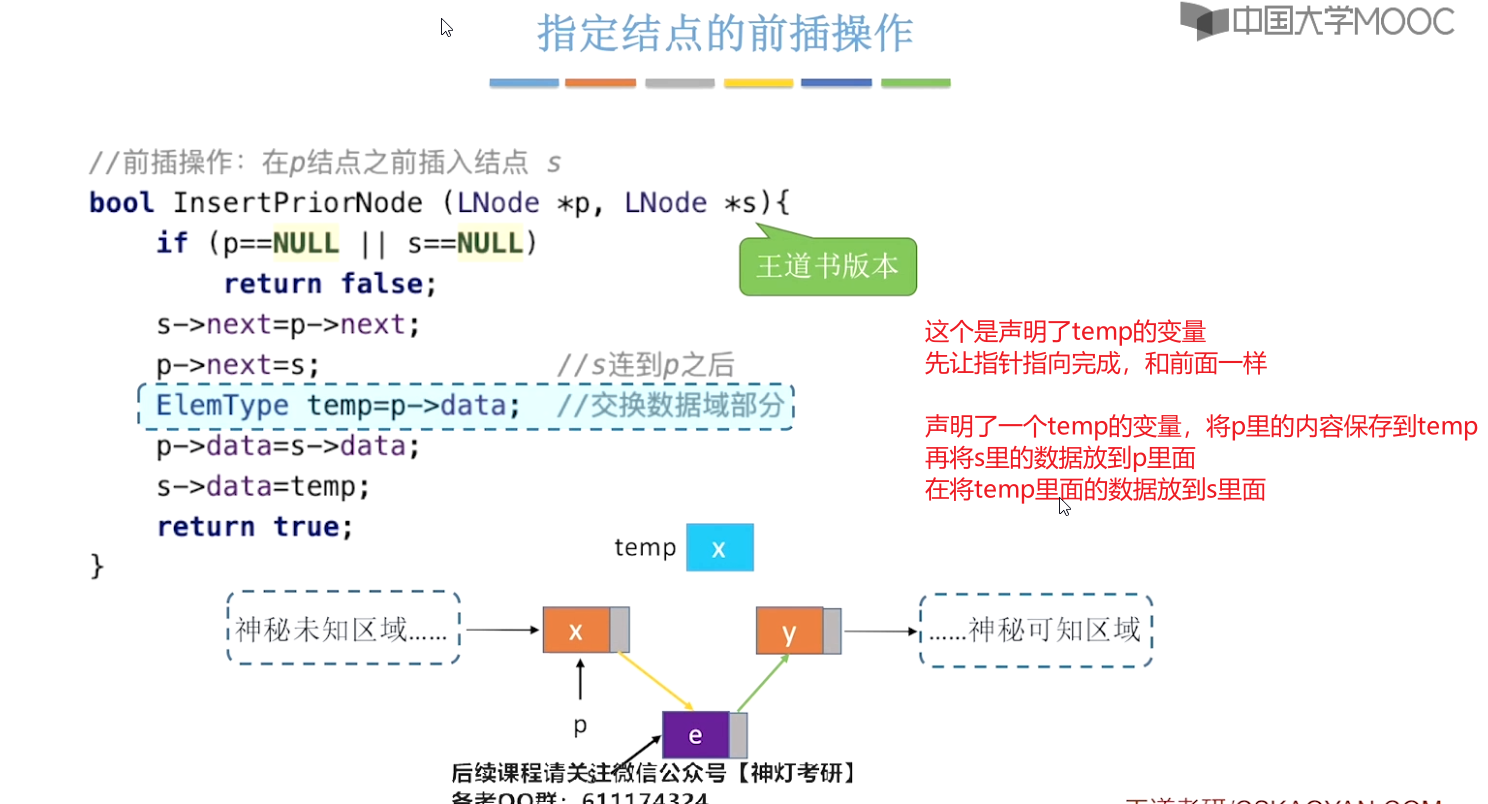 指定结点的前插操作
中国大学MOOC
//前插操作：在p结点之前插入结点 s
bool InsertPriorNode (LNode *p, LNode *s){
if (p==NULL || s==NULL)
return false;
王道书版本
s->next=p->next;
p->next=s; //s连到p之后
ElemType temp=p->data; //交换数据域部分
p->data=s->data;
s->data=temp;
return true;
}
这个是声明了temp的变量
先让指针指向完成，和前面一样
声明了一个temp的变量，将p里的内容保存到temp
再将s里的数据放到p里面
在将temp里面的数据放到s里面
temp x
神秘未知区域……
x
y
……神秘可知区域
p
e
s
后续课程请关注微信公众号【神灯考研】
备考QQ群：611174324
王道考研/CSKAOYAN.COM